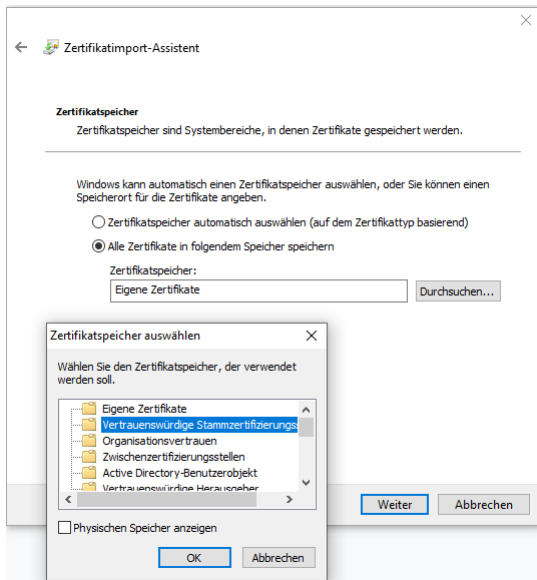 Zertifikatimport-Assistent
Zertifikatspeicher
Zertifikatspeicher sind Systembereiche, in denen Zertifikate gespeichert werden.
Windows kann automatisch einen Zertifikatspeicher auswählen, oder Sie können einen
Speicherort für die Zertifikate angeben.
Zertifikatspeicher automatisch auswählen (auf dem Zertifikattyp basierend)
Alle Zertifikate in folgendem Speicher speichern
Zertifikatspeicher:
Eigene Zertifikate
Durchsuchen...
Zertifikatspeicher auswählen
Wählen Sie den Zertifikatspeicher, der verwendet
werden soll.
Eigene Zertifikate
Vertrauenswürdige Stammzertifizierungss
Organisationsvertrauen
Zwischenzertifizierungsstellen
Active Directory-Benutzerobjekt
Vertrauenswürdige Herausgeber
Physischen Speicher anzeigen
OK
Abbrechen
Weiter
Abbrechen